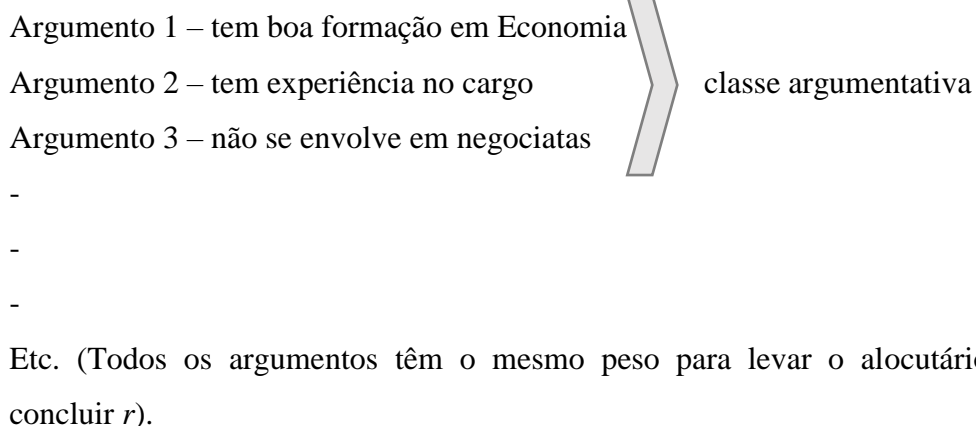 Argumento 1 – tem boa formação em Economia
Argumento 2 – tem experiência no cargo classe argumentativa
Argumento 3 – não se envolve em negociatas
-
-
-
Etc. (Todos os argumentos têm o mesmo peso para levar o alocutário
concluir r).